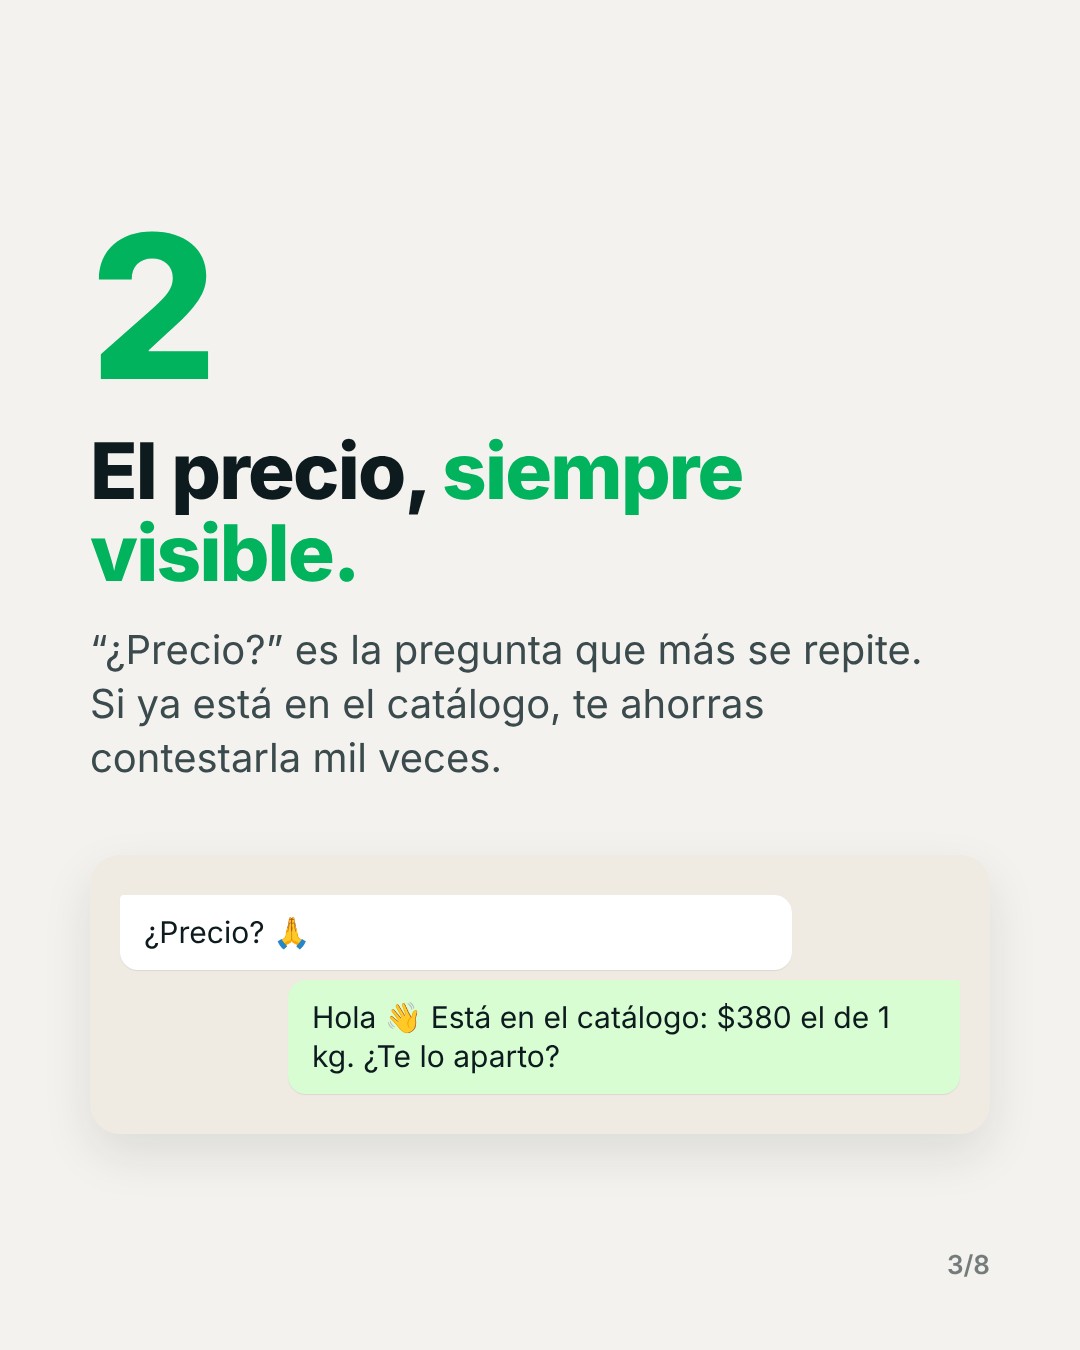 2
El precio, siempre
visible.
“¿Precio?” es la pregunta que más se repite.
Si ya está en el catálogo, te ahorras
contestarla mil veces.
¿Precio? 🙏
Hola 👋 Está en el catálogo: $380 el de 1
kg. ¿Te lo aparto?
3/8